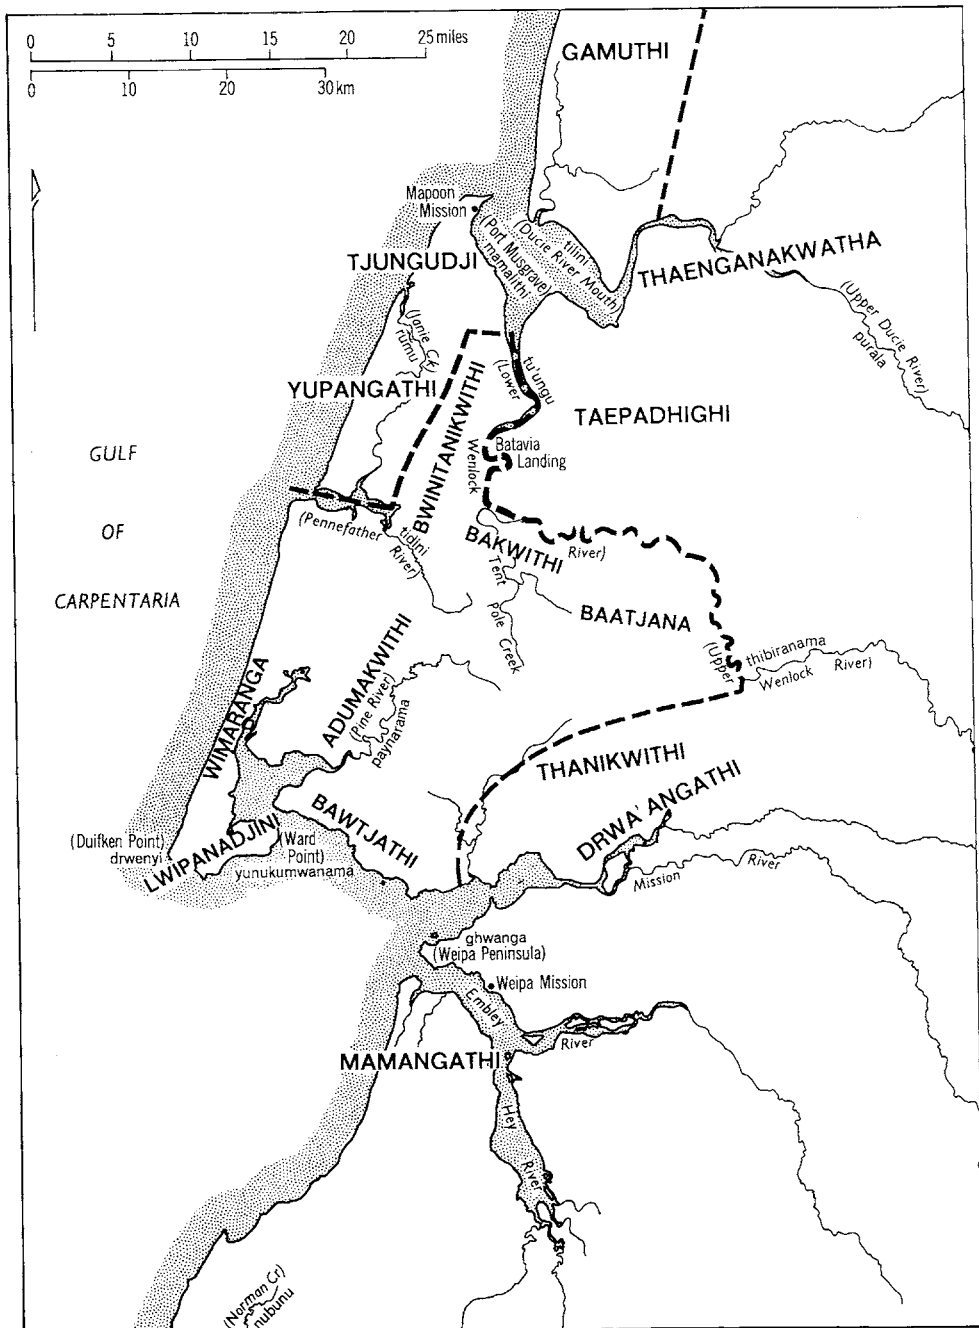 0 5 10 15 20 25 miles
0 10 20 30 km
GAMUTHI
Mapoon
Mission
(Port Musgrave)
mamalithi
tilini
(Ducie River Mouth)
THAENGANAKWATHA
TJUNGUDJI
(Upper Ducie River)
purala
(Janie Ck)
rumu
YUPANGATHI
tu'ungu
(Lower
Wenlock
River)
TAEPADHIGHI
BWINITANIKWITHI
Batavia
Landing
GULF
OF
CARPENTARIA
(Pennefather
River)
tidini
BAKWITHI
Tent
Pole Creek
BAATJANA
thibiranama
(Upper
Wenlock River)
WIMARANGA
ADUMAKWITHI
(Pine River)
paynarama
THANIKWITHI
DRWA'ANGATHI
BAWTJATHI
(Duifken Point)
drwenyi
LWIPANADJINI
(Ward
Point)
yunukumwanama
Mission River
ghwanga
(Weipa Peninsula)
Weipa Mission
Embley
River
MAMANGATHI
Hey
River
(Norman Cr)
nubunu